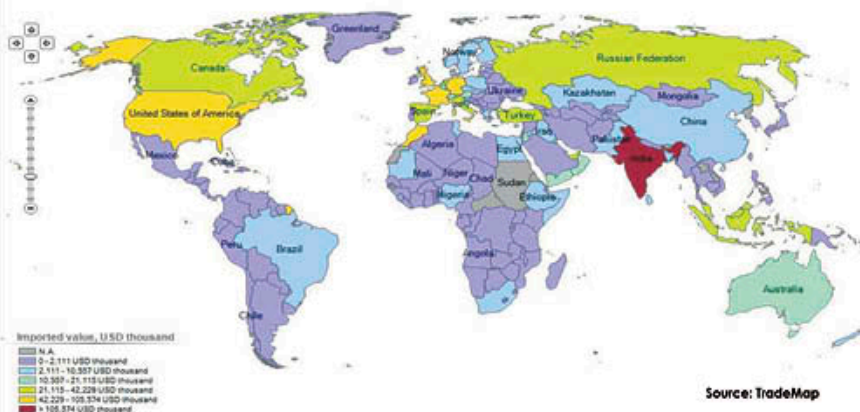 Greenland
Norway
Canada
Russian Federation
Ukraine
Kazakhstan
Mongolia
United States of America
Spain
Turkey
China
Iraq
Pakistan
Algeria
Egypt
India
Mexico
Cuba
Mali
Niger
Chad
Sudan
Nigeria
Ethiopia
Peru
Brazil
Angola
Australia
Chile
Imported value, USD thousand
N.A.
0 - 2,111 USD thousand
2,111 - 10,557 USD thousand
10,557 - 21,115 USD thousand
21,115 - 42,229 USD thousand
42,229 - 105,574 USD thousand
> 105,574 USD thousand
Source: TradeMap